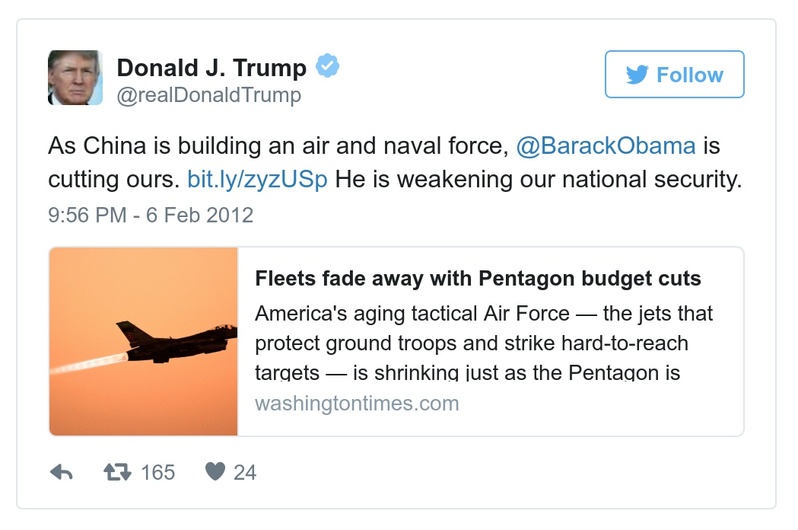 Donald J. Trump
@realDonaldTrump
Follow
As China is building an air and naval force, @BarackObama is
cutting ours. bit.ly/zyzUSp He is weakening our national security.
9:56 PM - 6 Feb 2012
Fleets fade away with Pentagon budget cuts
America's aging tactical Air Force — the jets that
protect ground troops and strike hard-to-reach
targets — is shrinking just as the Pentagon is
washingtontimes.com
165
24